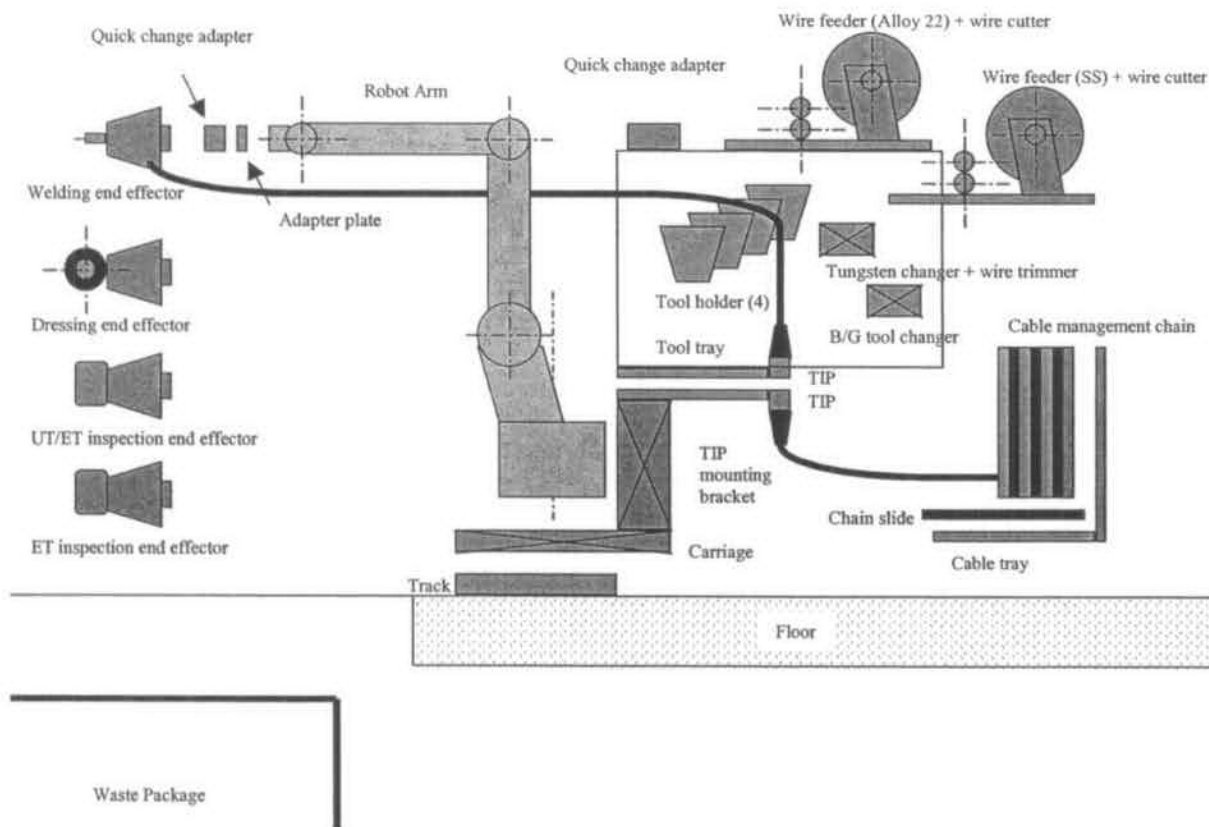 Wire feeder (Alloy 22) + wire cutter
Quick change adapter
Quick change adapter
Wire feeder (SS) + wire cutter
Robot Arm
Welding end effector
Adapter plate
Tungsten changer + wire trimmer
Tool holder (4)
Dressing end effector
B/G tool changer
Cable management chain
Tool tray
TIP
TIP
UT/ET inspection end effector
TIP
mounting
bracket
Chain slide
ET inspection end effector
Carriage
Cable tray
Track
Floor
Waste Package